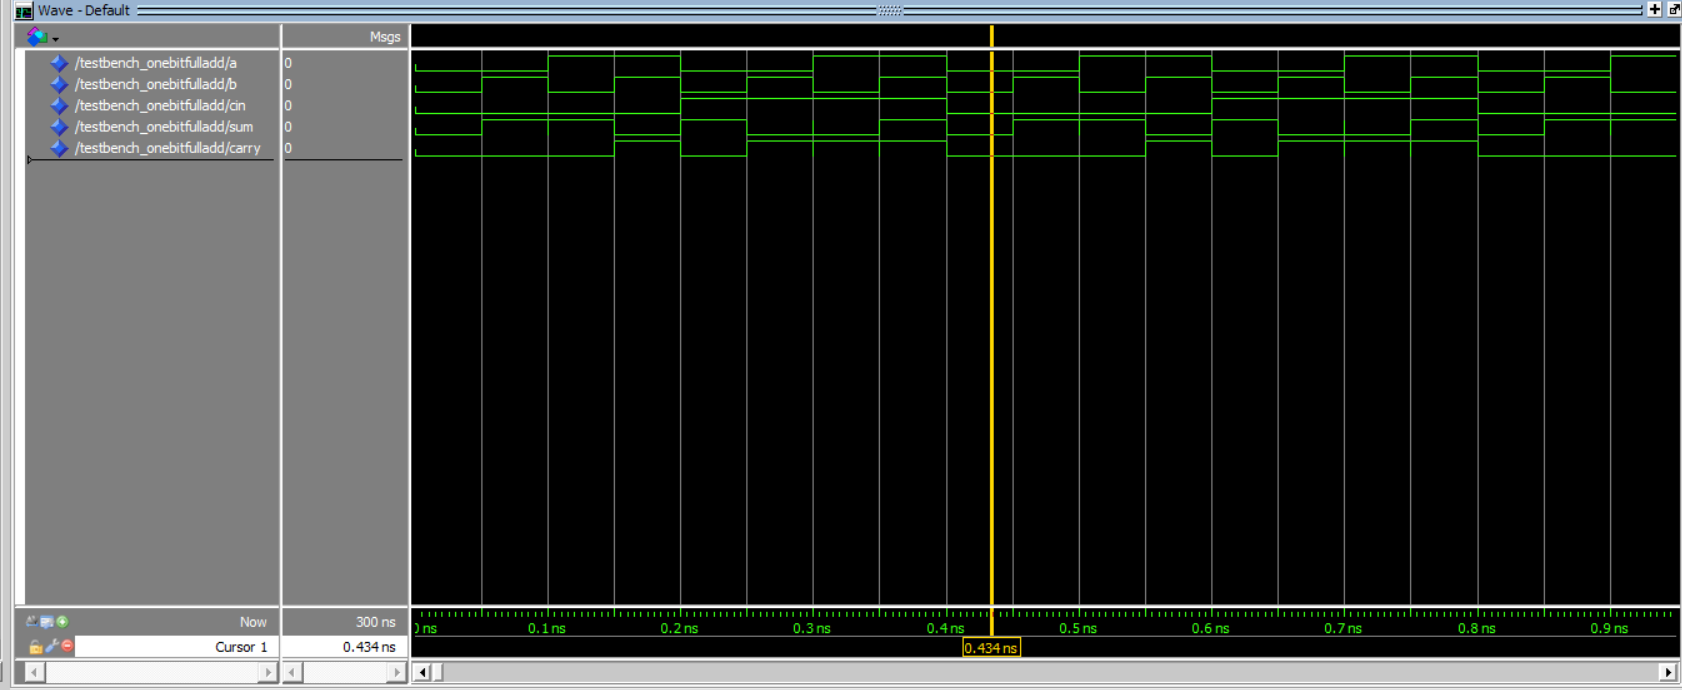 Wave - Default
Msgs
/testbench_onebitfulladd/a 0
/testbench_onebitfulladd/b 0
/testbench_onebitfulladd/cin 0
/testbench_onebitfulladd/sum 0
/testbench_onebitfulladd/carry 0
Now 300 ns
ns 0.1 ns 0.2 ns 0.3 ns 0.4 ns 0.5 ns 0.6 ns 0.7 ns 0.8 ns 0.9 ns
Cursor 1 0.434 ns
0.434 ns